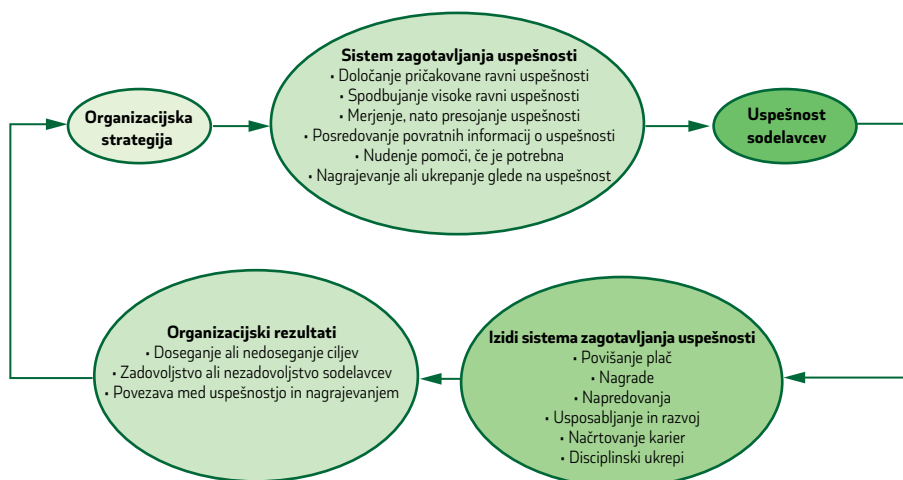 Organizacijska
strategija
Sistem zagotavljanja uspešnosti
• Določanje pričakovane ravni uspešnosti
• Spodbujanje visoke ravni uspešnosti
• Merjenje, nato presojanje uspešnosti
• Posredovanje povratnih informacij o uspešnosti
• Nudenje pomoči, če je potrebna
• Nagrajevanje ali ukrepanje glede na uspešnost
Uspešnost
sodelavcev
Organizacijski rezultati
• Doseganje ali nedoseganje ciljev
• Zadovoljstvo ali nezadovoljstvo sodelavcev
• Povezava med uspešnostjo in nagrajevanjem
Izidi sistema zagotavljanja uspešnosti
• Povišanje plač
• Nagrade
• Napredovanja
• Usposabljanje in razvoj
• Načrtovanje karier
• Disciplinski ukrepi